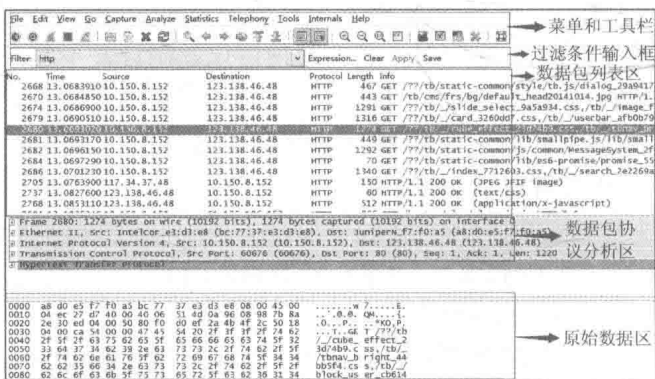 File Edit View Go Capture Analyze Statistics Telephony Tools Internals Help
菜单和工具栏
Filter: http Expression... Clear Apply Save
过滤条件输入框
No. Time Source Destination Protocol Length Info
数据包列表区
2668 13.0683910 10.150.8.152 123.138.46.48 HTTP 467 GET /??/tb/static-common/style/tb.js/dialog_29a9417
2670 13.0684850 10.150.8.152 123.138.46.48 HTTP 443 GET /tb/cms/frs/bg/default_head20141014.jpg HTTP/1.
2674 13.0686900 10.150.8.152 123.138.46.48 HTTP 1291 GET /??/tb/_/slide_select_9a5a934.css,/tb/_/image_f
2679 13.0690510 10.150.8.152 123.138.46.48 HTTP 1316 GET /??/tb/_/card_3260dd7.css,/tb/_/userbar_afb0b79
2680 13.0691020 10.150.8.152 123.138.46.48 HTTP 1274 GET /??/tb/_/cube_effect_23d74b9.css,/tb/_/tbnav_br
2681 13.0693170 10.150.8.152 123.138.46.48 HTTP 449 GET /??/tb/static-common/lib/smallpipe.js/lib/small
2682 13.0696150 10.150.8.152 123.138.46.48 HTTP 1292 GET /??/tb/static-common/js/common/MessageSystem_2f
2684 13.0697290 10.150.8.152 123.138.46.48 HTTP 70 GET /??/tb/static-common/lib/es6-promise/promise_55
2686 13.0701230 10.150.8.152 123.138.46.48 HTTP 1340 GET /??/tb/_/index_7712603.css,/tb/_/search_2e2269a
2705 13.0763900 117.34.37.48 10.150.8.152 HTTP 150 HTTP/1.1 200 OK (JPEG JFIF image)
2737 13.0827600 123.138.46.48 10.150.8.152 HTTP 60 HTTP/1.1 200 OK (text/css)
2768 13.0853110 123.138.46.48 10.150.8.152 HTTP 512 HTTP/1.1 200 OK (application/x-javascript)
Frame 2680: 1274 bytes on wire (10192 bits), 1274 bytes captured (10192 bits) on interface 0
Ethernet II, Src: IntelCor_e3:d3:e8 (bc:77:37:e3:d3:e8), Dst: JuniperN_f7:f0:a5 (a8:d0:e5:f7:f0:a5)
Internet Protocol Version 4, Src: 10.150.8.152 (10.150.8.152), Dst: 123.138.46.48 (123.138.46.48)
Transmission Control Protocol, Src Port: 60676 (60676), Dst Port: 80 (80), Seq: 1, Ack: 1, Len: 1220
Hypertext Transfer Protocol
数据包协
议分析区
0000 a8 d0 e5 f7 f0 a5 bc 77 37 e3 d3 e8 08 00 45 00 .......w 7.....E.
0010 04 ec 27 d7 40 00 40 06 51 4d 0a 96 08 98 7b 8a ..'.@.@. QM....{.
0020 2e 30 ed 04 00 50 80 f0 d0 ef 2a 4b 4f 2c 50 18 .0...P.. ..*KO,P.
0030 04 00 ca 54 00 00 47 45 54 20 2f 3f 3f 2f 74 62 ...T..GE T /??/tb
0040 2f 5f 2f 63 75 62 65 5f 65 66 66 65 63 74 5f 32 /_/cube_ effect_2
0050 33 64 37 34 62 39 2e 63 73 73 2c 2f 74 62 2f 5f 3d74b9.c ss,/tb/_
0060 2f 74 62 6e 61 76 5f 62 72 69 67 68 74 5f 34 34 /tbnav_b right_44
0070 62 62 35 66 34 2e 63 73 73 2c 2f 74 62 2f 5f 2f bb5f4.cs s,/tb/_/
0080 62 6c 6f 63 6b 5f 75 73 65 72 5f 63 62 36 31 34 block_us er_cb614
原始数据区